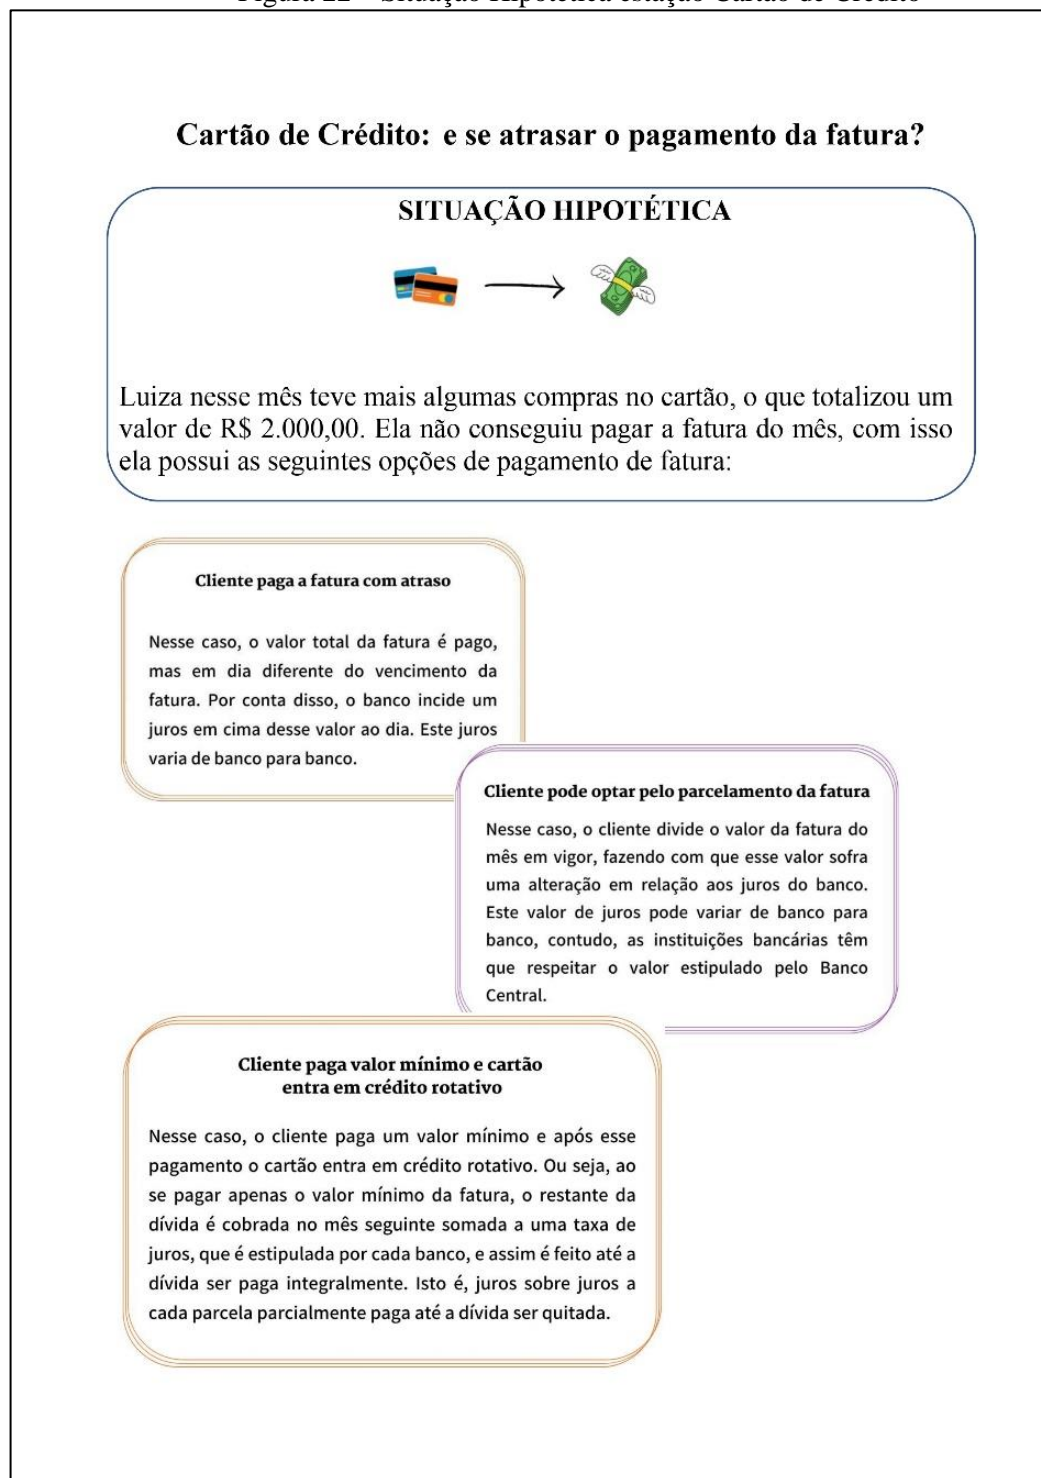 Figura 22 – Situação Hipotética estação Cartão de Crédito
Cartão de Crédito: e se atrasar o pagamento da fatura?
SITUAÇÃO HIPOTÉTICA
Luiza nesse mês teve mais algumas compras no cartão, o que totalizou um
valor de R$ 2.000,00. Ela não conseguiu pagar a fatura do mês, com isso
ela possui as seguintes opções de pagamento de fatura:
Cliente paga a fatura com atraso
Nesse caso, o valor total da fatura é pago,
mas em dia diferente do vencimento da
fatura. Por conta disso, o banco incide um
juros em cima desse valor ao dia. Este juros
varia de banco para banco.
Cliente pode optar pelo parcelamento da fatura
Nesse caso, o cliente divide o valor da fatura do
mês em vigor, fazendo com que esse valor sofra
uma alteração em relação aos juros do banco.
Este valor de juros pode variar de banco para
banco, contudo, as instituições bancárias têm
que respeitar o valor estipulado pelo Banco
Central.
Cliente paga valor mínimo e cartão
entra em crédito rotativo
Nesse caso, o cliente paga um valor mínimo e após esse
pagamento o cartão entra em crédito rotativo. Ou seja, ao
se pagar apenas o valor mínimo da fatura, o restante da
dívida é cobrada no mês seguinte somada a uma taxa de
juros, que é estipulada por cada banco, e assim é feito até a
dívida ser paga integralmente. Isto é, juros sobre juros a
cada parcela parcialmente paga até a dívida ser quitada.